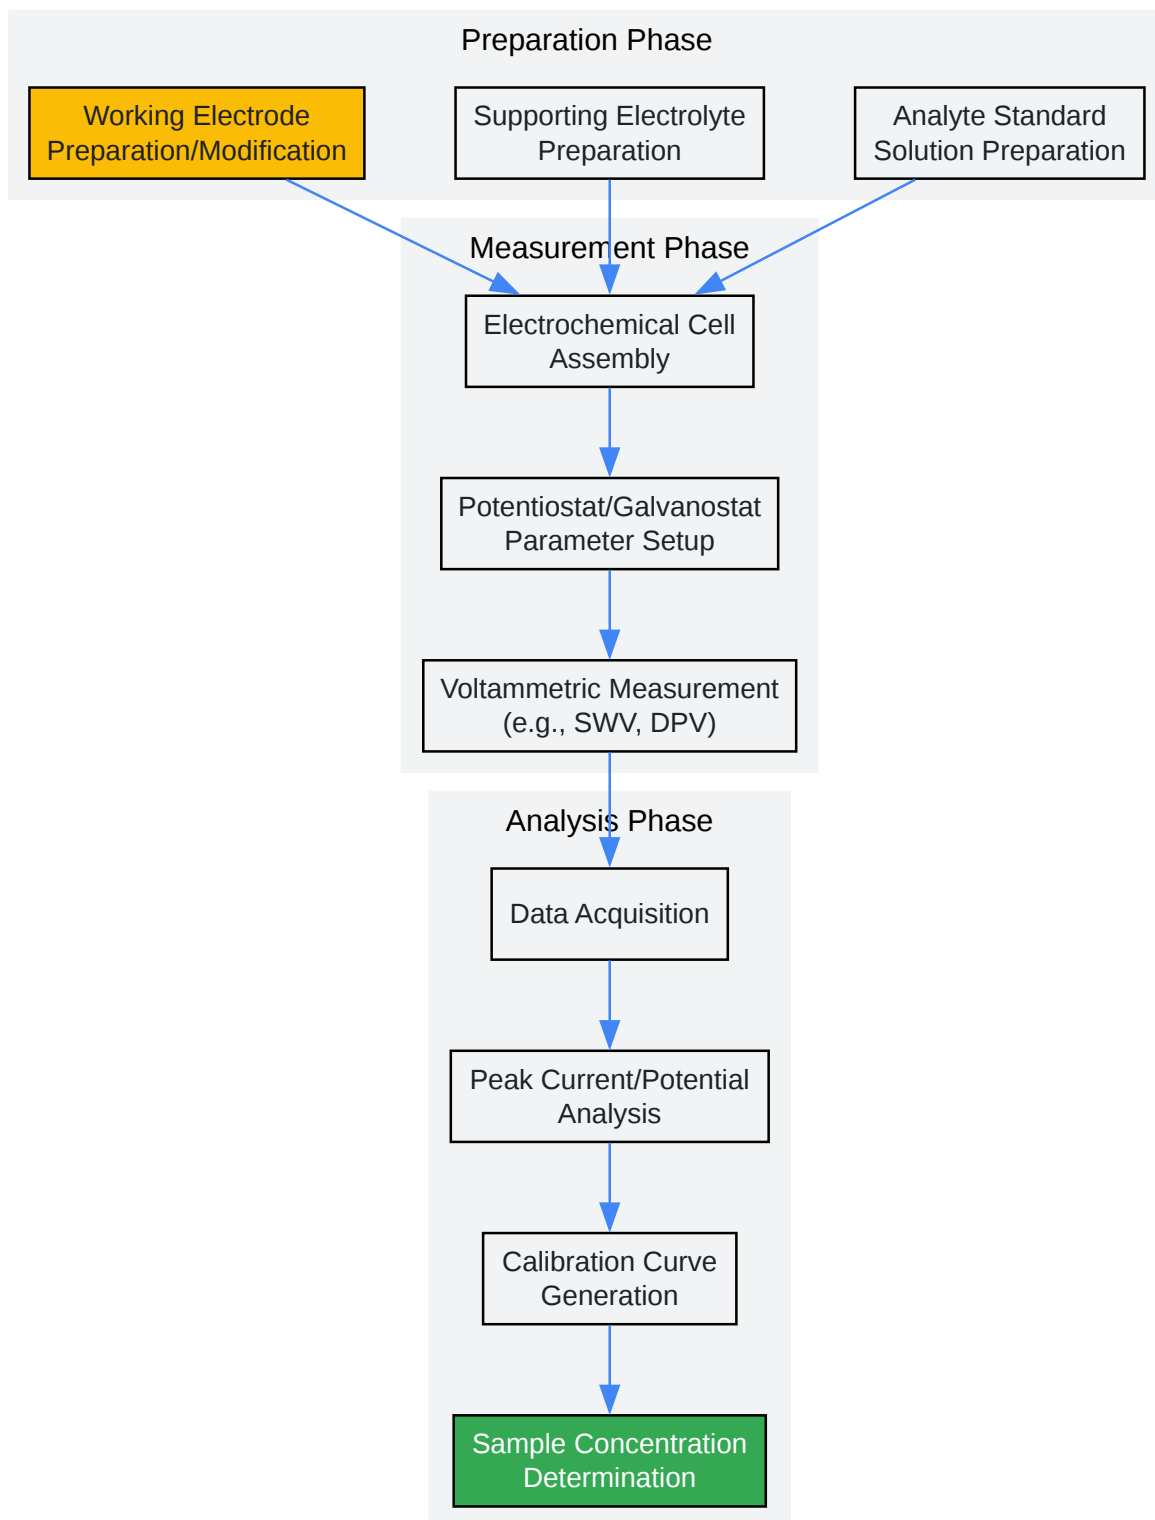 Preparation Phase
Working Electrode
Preparation/Modification
Supporting Electrolyte
Preparation
Analyte Standard
Solution Preparation
Measurement Phase
Electrochemical Cell
Assembly
Potentiostat/Galvanostat
Parameter Setup
Voltammetric Measurement
(e.g., SWV, DPV)
Analysis Phase
Data Acquisition
Peak Current/Potential
Analysis
Calibration Curve
Generation
Sample Concentration
Determination